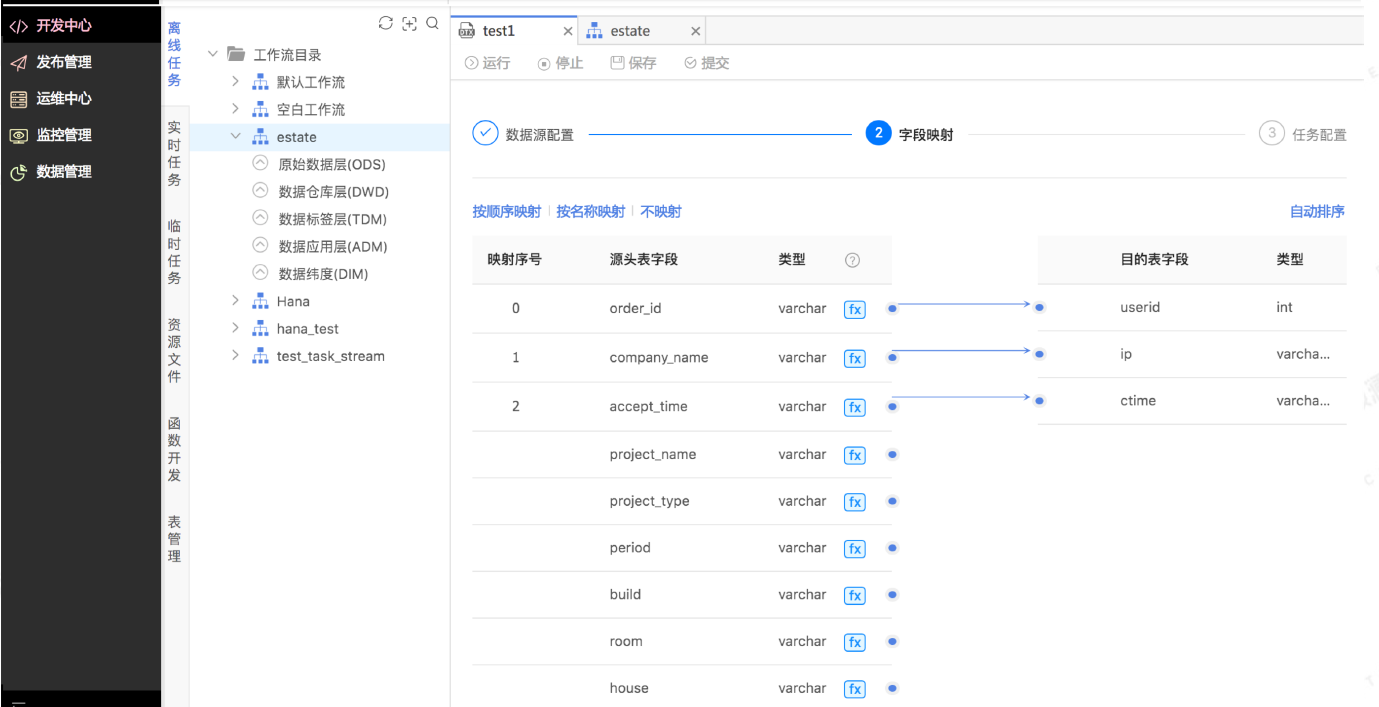 开发中心
发布管理
运维中心
监控管理
数据管理
离线任务
实时任务
临时任务
资源文件
函数开发
表管理
工作流目录
默认工作流
空白工作流
estate
原始数据层(ODS)
数据仓库层(DWD)
数据标签层(TDM)
数据应用层(ADM)
数据纬度(DIM)
Hana
hana_test
test_task_stream
DTX test1 estate
运行 停止 保存 提交
数据源配置 2 字段映射 3 任务配置
按顺序映射 按名称映射 不映射 自动排序
映射序号 源头表字段 类型 ? 目的表字段 类型
0 order_id varchar fx userid int
1 company_name varchar fx ip varcha...
2 accept_time varchar fx ctime varcha...
project_name varchar fx
project_type varchar fx
period varchar fx
build varchar fx
room varchar fx
house varchar fx